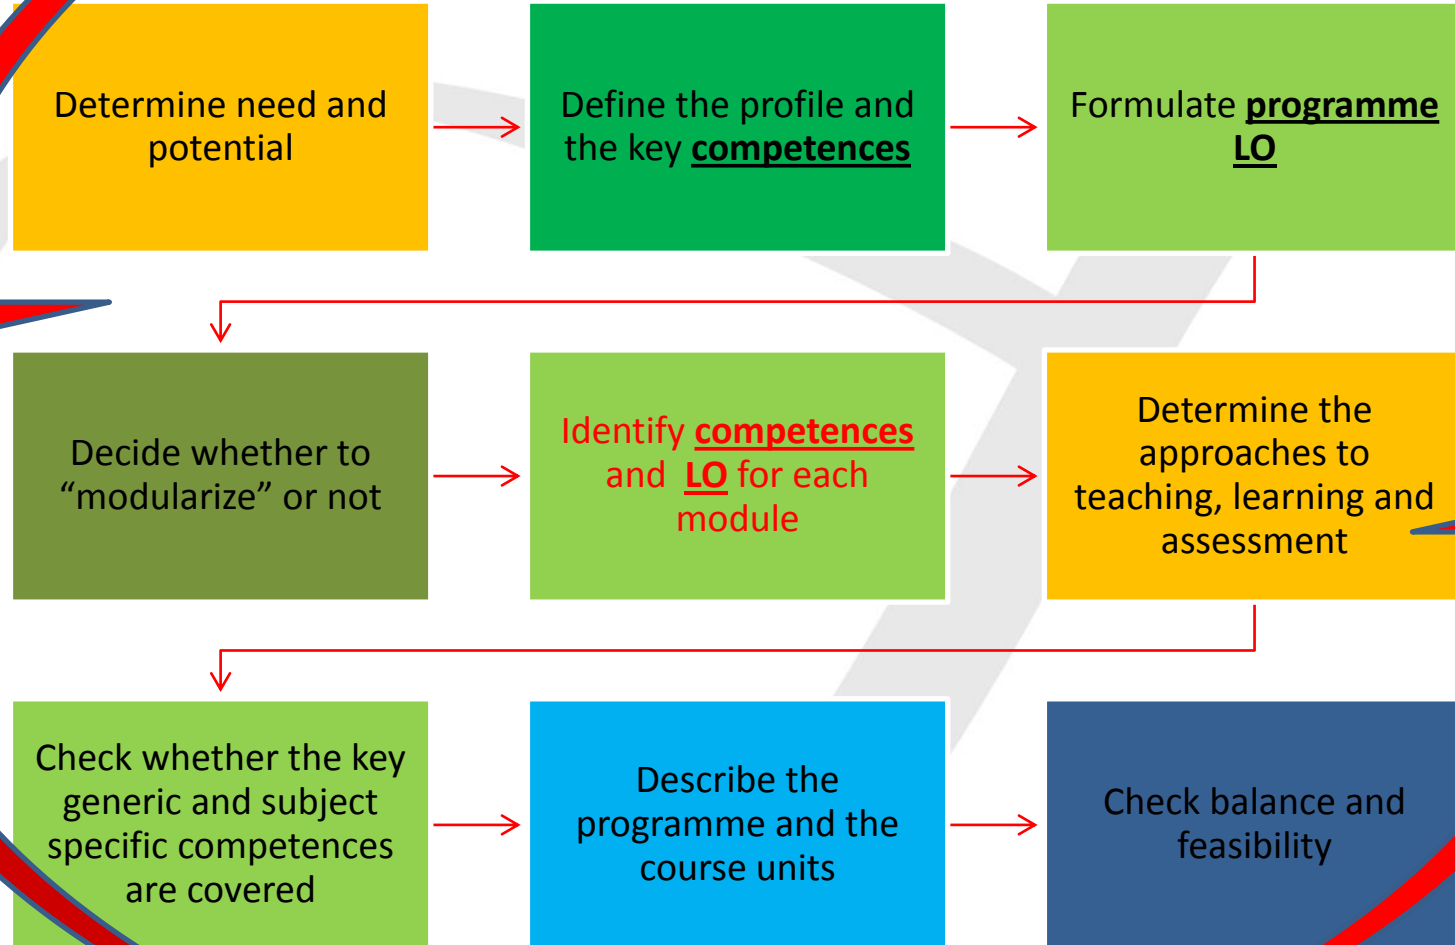 Determine need and
potential
Define the profile and
the key competences
Formulate programme
LO
Decide whether to
“modularize” or not
Identify competences
and LO for each
module
Determine the
approaches to
teaching, learning and
assessment
Check whether the key
generic and subject
specific competences
are covered
Describe the
programme and the
course units
Check balance and
feasibility